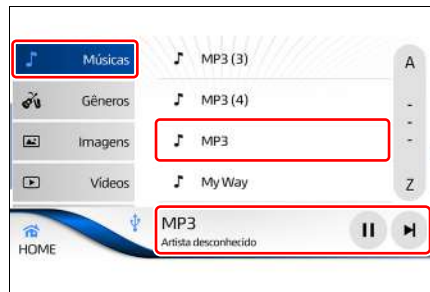 Músicas
Gêneros
Imagens
Vídeos
MP3 (3)
MP3 (4)
MP3
My Way
A
-
-
-
Z
HOME
MP3
Artista desconhecido